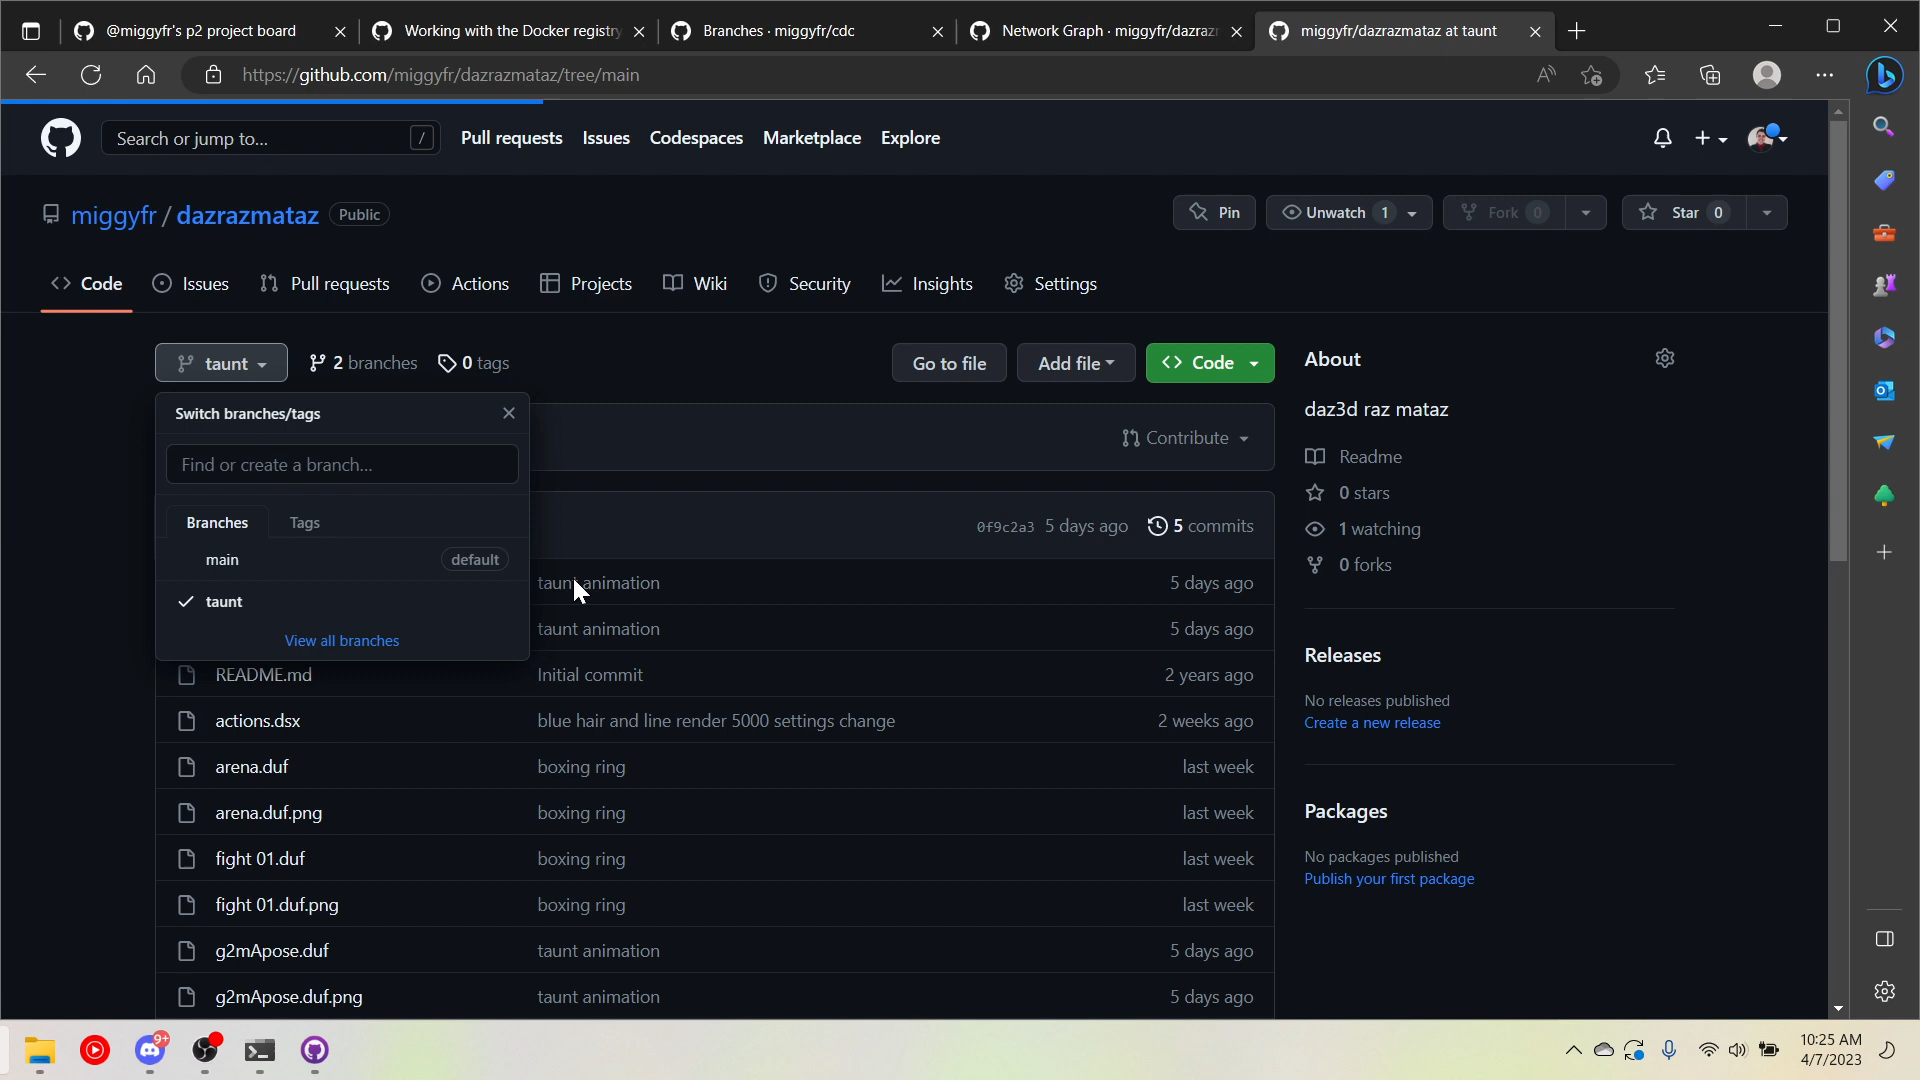 @miggyfr's p2 project board
Working with the Docker registry
Branches · miggyfr/cdc
Network Graph · miggyfr/dazraz
miggyfr/dazrazmataz at taunt
https://github.com/miggyfr/dazrazmataz/tree/main
Search or jump to... /
Pull requests Issues Codespaces Marketplace Explore
miggyfr / dazrazmataz Public
Pin
Unwatch 1
Fork 0
Star 0
Code Issues Pull requests Actions Projects Wiki Security Insights Settings
taunt 2 branches 0 tags
Go to file Add file Code
Switch branches/tags
Find or create a branch...
Branches Tags
main default
taunt
View all branches
Contribute
0f9c2a3 5 days ago 5 commits
taunt animation 5 days ago
taunt animation 5 days ago
README.md Initial commit 2 years ago
actions.dsx blue hair and line render 5000 settings change 2 weeks ago
arena.duf boxing ring last week
arena.duf.png boxing ring last week
fight 01.duf boxing ring last week
fight 01.duf.png boxing ring last week
g2mApose.duf taunt animation 5 days ago
g2mApose.duf.png taunt animation 5 days ago
About
daz3d raz mataz
Readme
0 stars
1 watching
0 forks
Releases
No releases published
Create a new release
Packages
No packages published
Publish your first package
9+
10:25 AM
4/7/2023